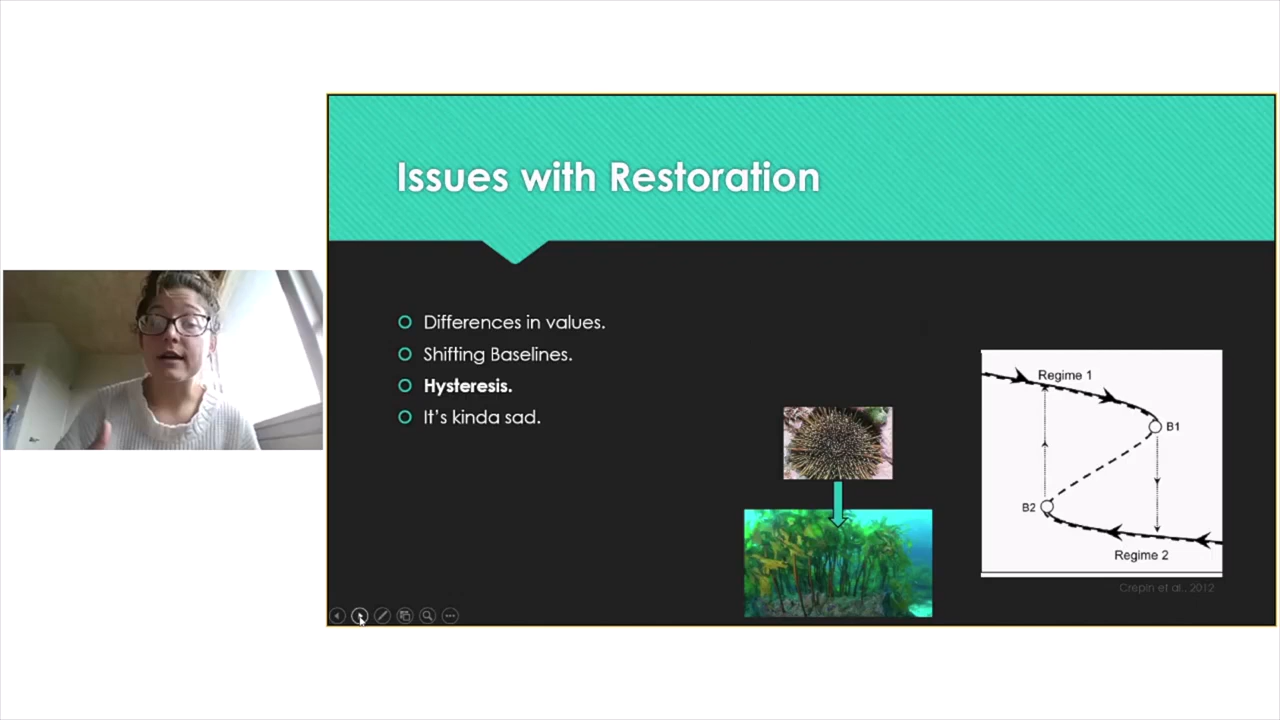 Issues with Restoration
Differences in values.
Shifting Baselines.
Hysteresis.
It's kinda sad.
Regime 1
B1
B2
Regime 2
Crépin et al., 2012